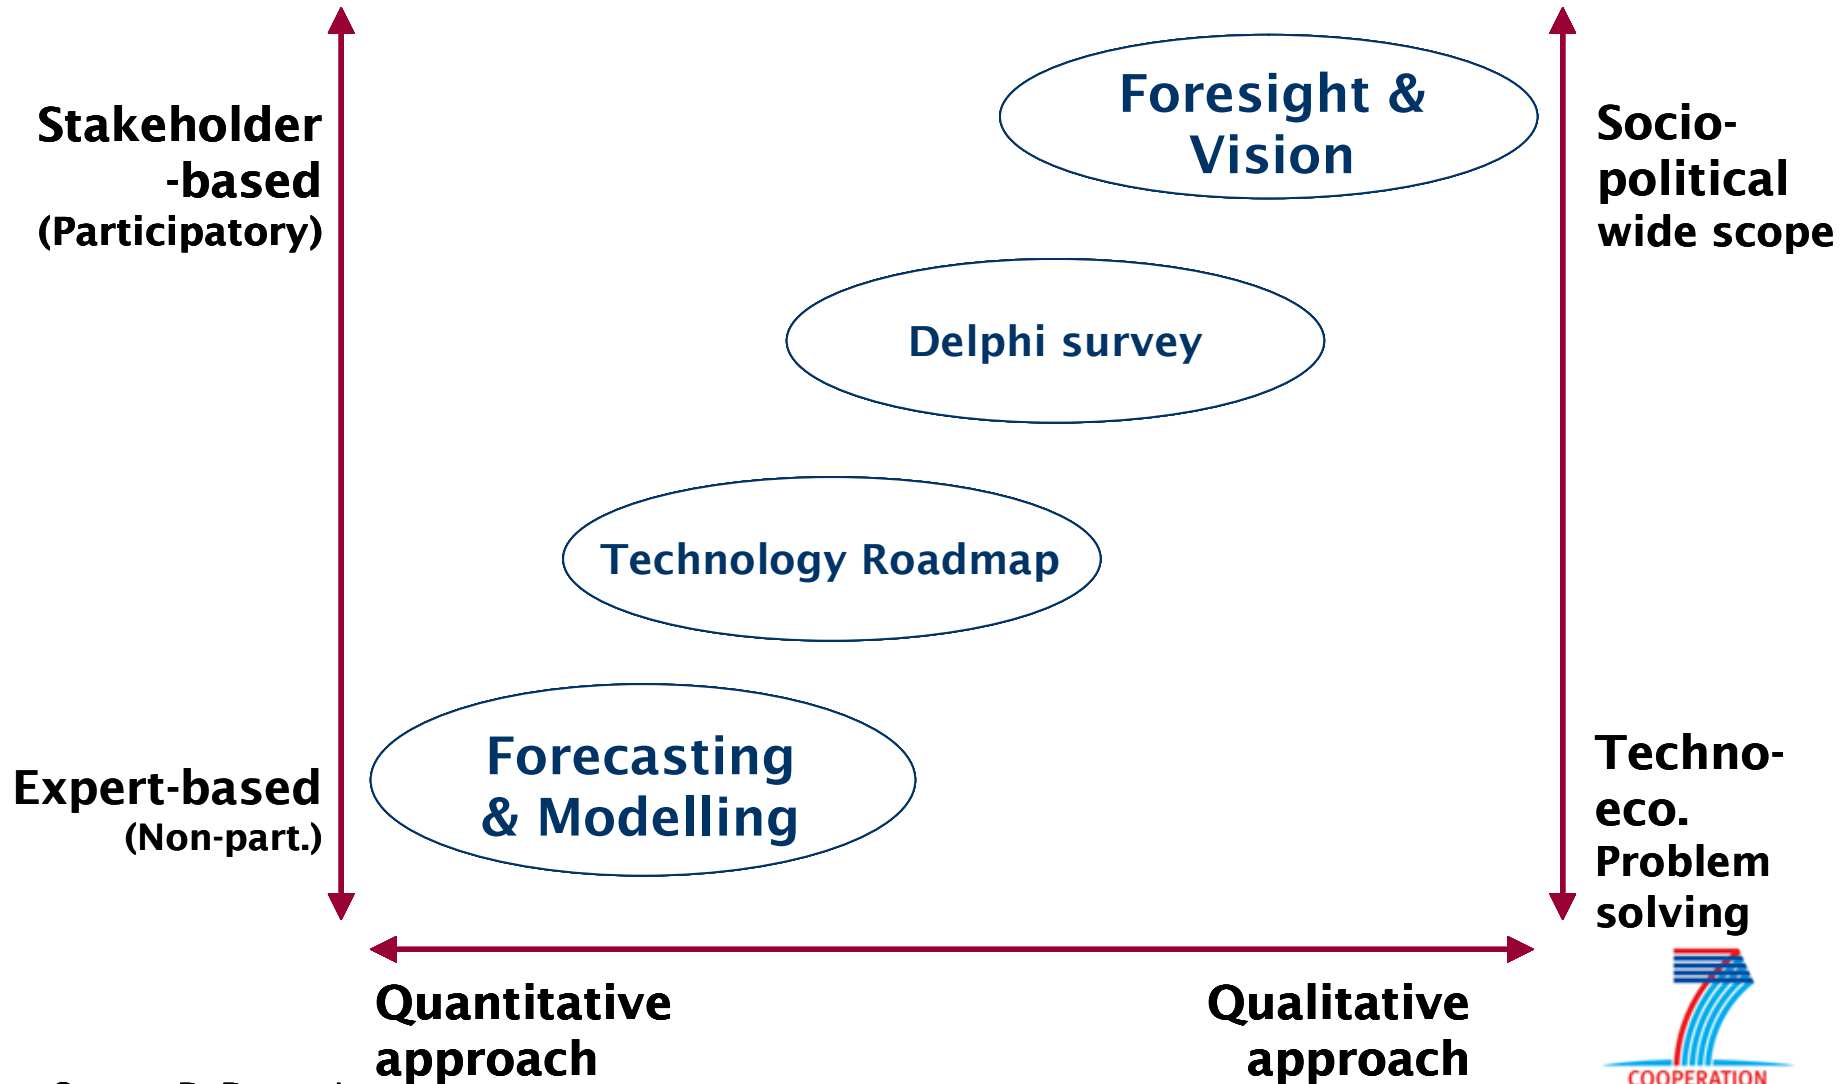 Foresight &
Vision
Stakeholder
-based
(Participatory)
Socio-
political
wide scope
Delphi survey
Technology Roadmap
Forecasting
& Modelling
Expert-based
(Non-part.)
Techno-
eco.
Problem
solving
Quantitative
approach
Qualitative
approach
7
COOPERATION